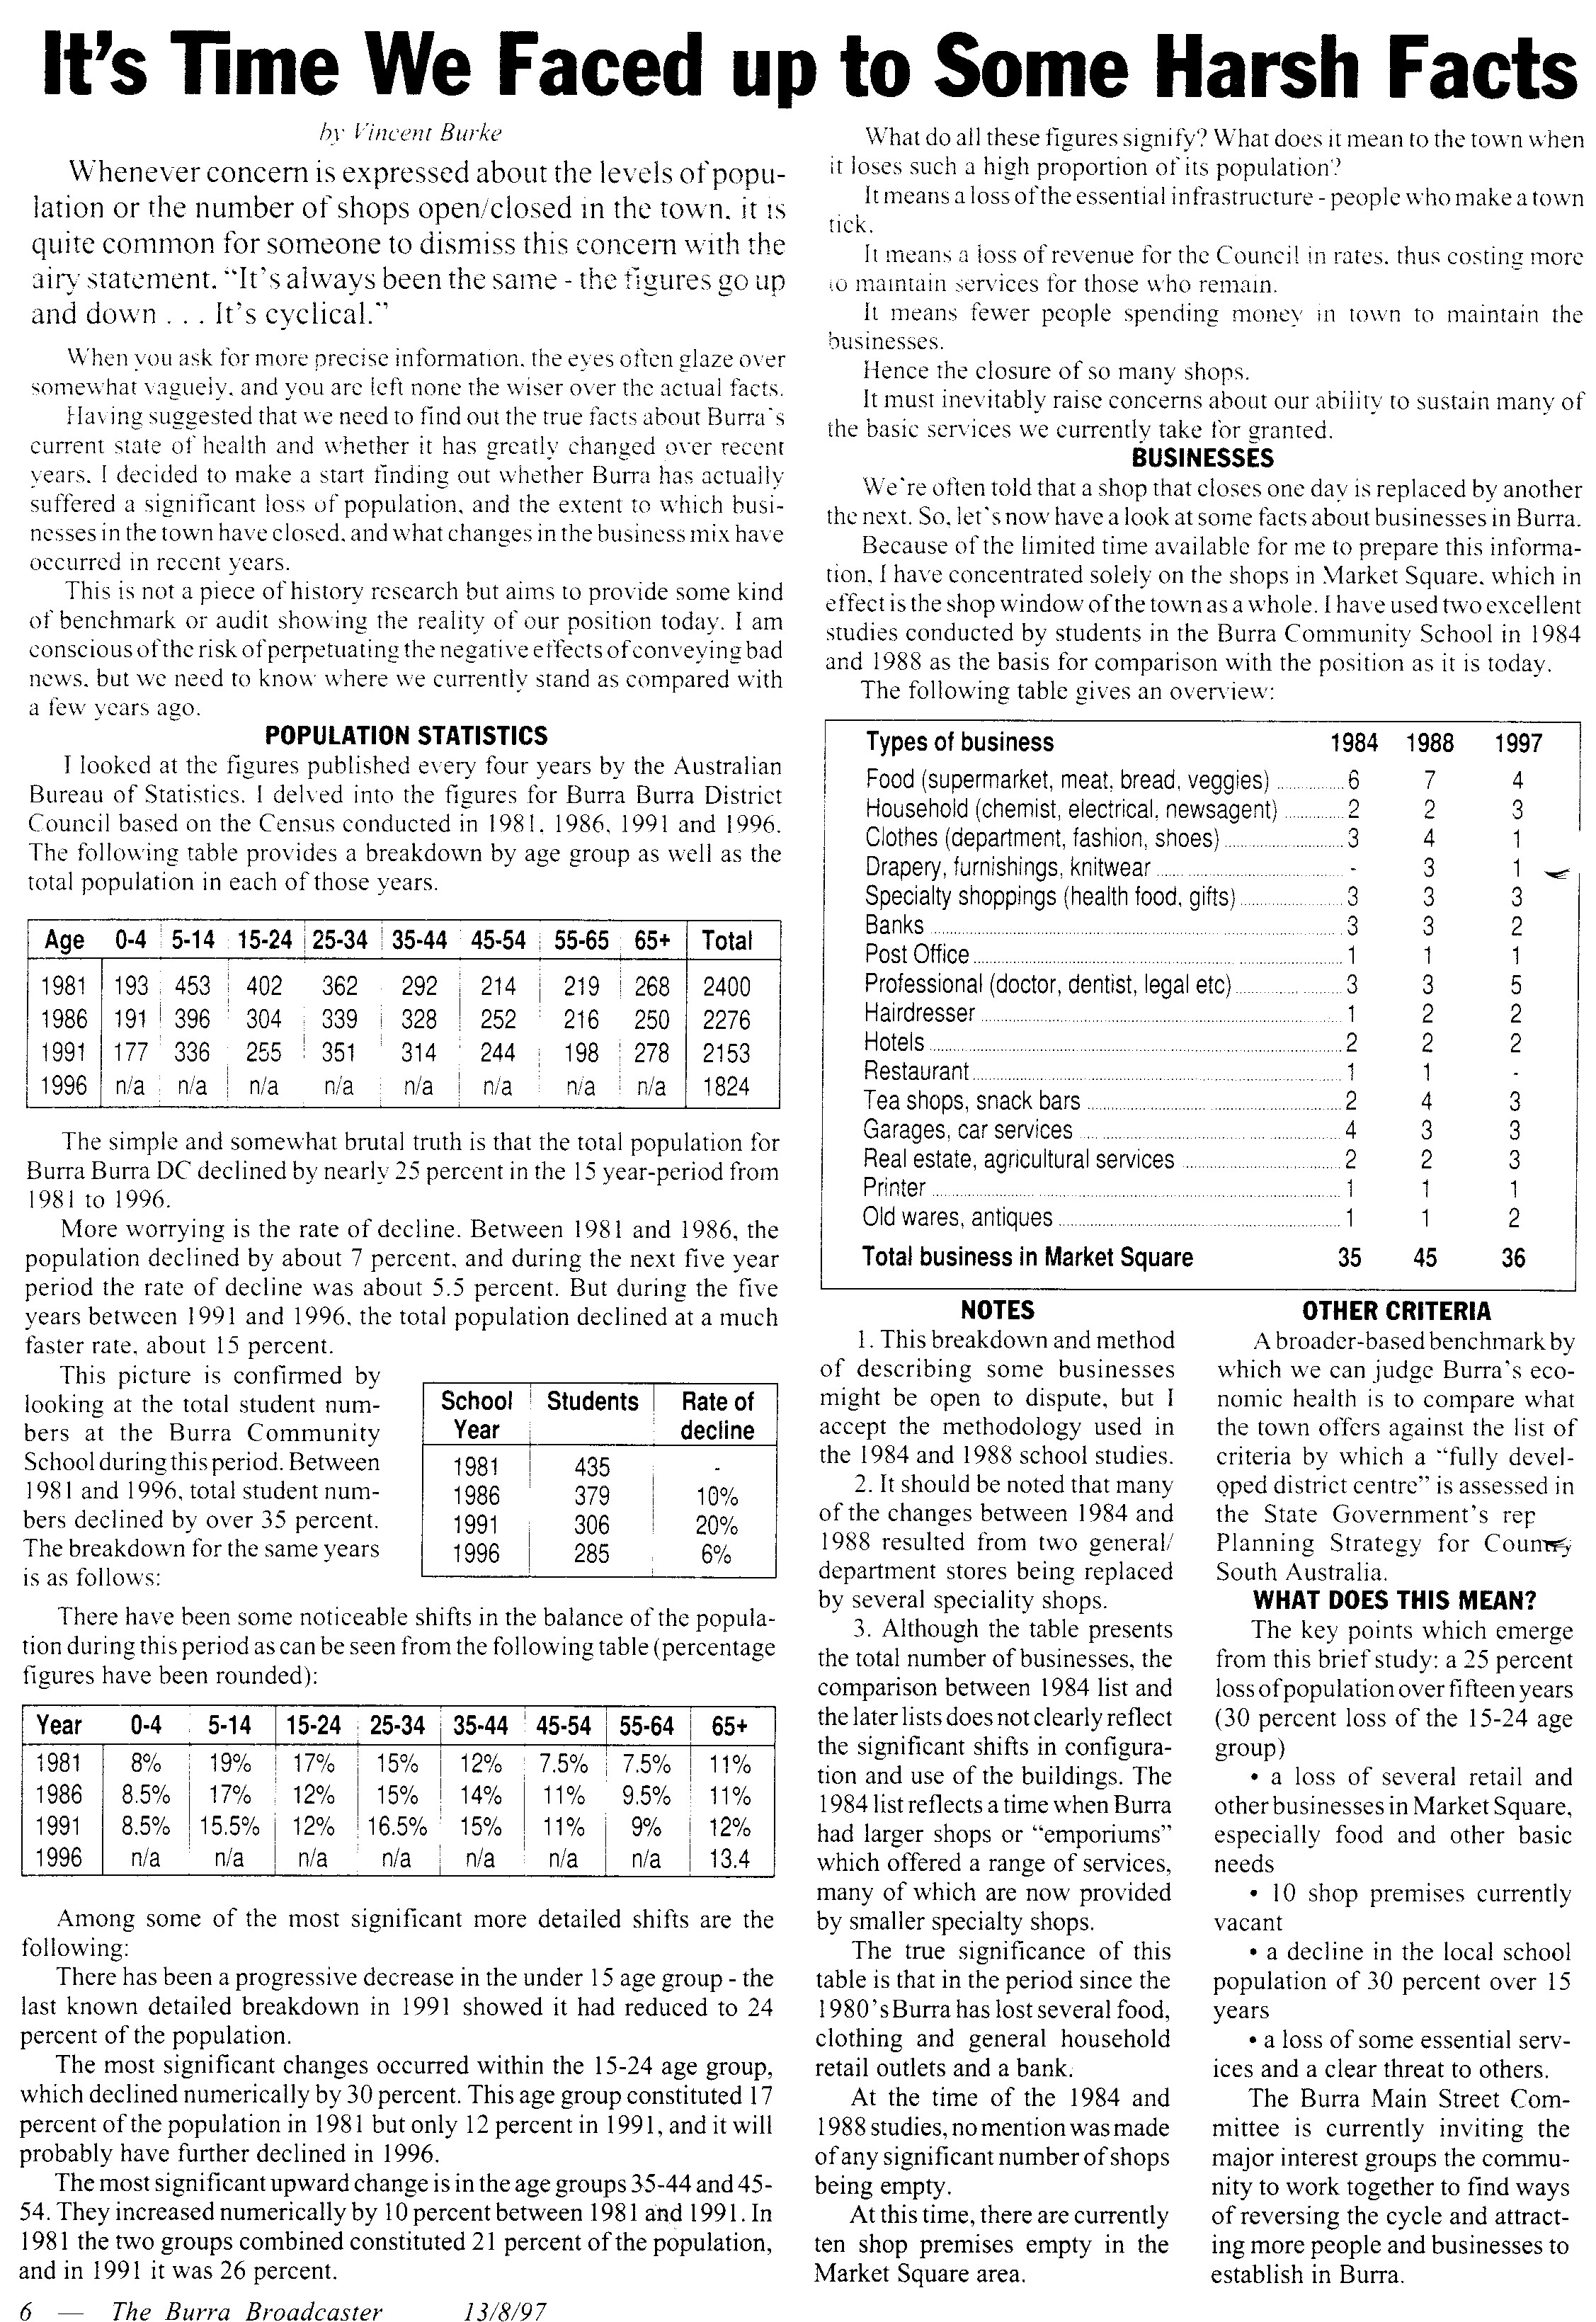 It's Time We Faced up to Some Harsh Facts
by Vincent Burke
Whenever concern is expressed about the levels of popu-
lation or the number of shops open/closed in the town, it is
quite common for someone to dismiss this concern with the
airy statement, "It's always been the same - the figures go up
and down . . . It's cyclical."
When you ask for more precise information, the eyes often glaze over
somewhat vaguely, and you are left none the wiser over the actual facts.
Having suggested that we need to find out the true facts about Burra's
current state of health and whether it has greatly changed over recent
years, I decided to make a start finding out whether Burra has actually
suffered a significant loss of population, and the extent to which busi-
nesses in the town have closed, and what changes in the business mix have
occurred in recent years.
This is not a piece of history research but aims to provide some kind
of benchmark or audit showing the reality of our position today. I am
conscious of the risk of perpetuating the negative effects of conveying bad
news, but we need to know where we currently stand as compared with
a few years ago.
POPULATION STATISTICS
I looked at the figures published every four years by the Australian
Bureau of Statistics. I delved into the figures for Burra Burra District
Council based on the Census conducted in 1981, 1986, 1991 and 1996.
The following table provides a breakdown by age group as well as the
total population in each of those years.
Age 0-4 5-14 15-24 25-34 35-44 45-54 55-65 65+ Total
1981 193 453 402 362 292 214 219 268 2400
1986 191 396 304 339 328 252 216 250 2276
1991 177 336 255 351 314 244 198 278 2153
1996 n/a n/a n/a n/a n/a n/a n/a n/a 1824
The simple and somewhat brutal truth is that the total population for
Burra Burra DC declined by nearly 25 percent in the 15 year-period from
1981 to 1996.
More worrying is the rate of decline. Between 1981 and 1986, the
population declined by about 7 percent, and during the next five year
period the rate of decline was about 5.5 percent. But during the five
years between 1991 and 1996, the total population declined at a much
faster rate, about 15 percent.
This picture is confirmed by
looking at the total student num-
bers at the Burra Community
School during this period. Between
1981 and 1996, total student num-
bers declined by over 35 percent.
The breakdown for the same years
is as follows:
School Year Students Rate of decline
1981 435 -
1986 379 10%
1991 306 20%
1996 285 6%
There have been some noticeable shifts in the balance of the popula-
tion during this period as can be seen from the following table (percentage
figures have been rounded):
Year 0-4 5-14 15-24 25-34 35-44 45-54 55-64 65+
1981 8% 19% 17% 15% 12% 7.5% 7.5% 11%
1986 8.5% 17% 12% 15% 14% 11% 9.5% 11%
1991 8.5% 15.5% 12% 16.5% 15% 11% 9% 12%
1996 n/a n/a n/a n/a n/a n/a n/a 13.4
Among some of the most significant more detailed shifts are the
following:
There has been a progressive decrease in the under 15 age group - the
last known detailed breakdown in 1991 showed it had reduced to 24
percent of the population.
The most significant changes occurred within the 15-24 age group,
which declined numerically by 30 percent. This age group constituted 17
percent of the population in 1981 but only 12 percent in 1991, and it will
probably have further declined in 1996.
The most significant upward change is in the age groups 35-44 and 45-
54. They increased numerically by 10 percent between 1981 and 1991. In
1981 the two groups combined constituted 21 percent of the population,
and in 1991 it was 26 percent.
What do all these figures signify? What does it mean to the town when
it loses such a high proportion of its population?
It means a loss of the essential infrastructure - people who make a town
tick.
It means a loss of revenue for the Council in rates, thus costing more
to maintain services for those who remain.
It means fewer people spending money in town to maintain the
businesses.
Hence the closure of so many shops.
It must inevitably raise concerns about our ability to sustain many of
the basic services we currently take for granted.
BUSINESSES
We're often told that a shop that closes one day is replaced by another
the next. So, let's now have a look at some facts about businesses in Burra.
Because of the limited time available for me to prepare this informa-
tion, I have concentrated solely on the shops in Market Square, which in
effect is the shop window of the town as a whole. I have used two excellent
studies conducted by students in the Burra Community School in 1984
and 1988 as the basis for comparison with the position as it is today.
The following table gives an overview:
Types of business 1984 1988 1997
Food (supermarket, meat, bread, veggies) 6 7 4
Household (chemist, electrical, newsagent) 2 2 3
Clothes (department, fashion, shoes) 3 4 1
Drapery, furnishings, knitwear - 3 1
Specialty shoppings (health food, gifts) 3 3 3
Banks 3 3 2
Post Office 1 1 1
Professional (doctor, dentist, legal etc) 3 3 5
Hairdresser 1 2 2
Hotels 2 2 2
Restaurant 1 1 -
Tea shops, snack bars 2 4 3
Garages, car services 4 3 3
Real estate, agricultural services 2 2 3
Printer 1 1 1
Old wares, antiques 1 1 2
Total business in Market Square 35 45 36
NOTES
1. This breakdown and method
of describing some businesses
might be open to dispute, but I
accept the methodology used in
the 1984 and 1988 school studies.
2. It should be noted that many
of the changes between 1984 and
1988 resulted from two general/
department stores being replaced
by several speciality shops.
3. Although the table presents
the total number of businesses, the
comparison between 1984 list and
the later lists does not clearly reflect
the significant shifts in configura-
tion and use of the buildings. The
1984 list reflects a time when Burra
had larger shops or "emporiums"
which offered a range of services,
many of which are now provided
by smaller specialty shops.
The true significance of this
table is that in the period since the
1980's Burra has lost several food,
clothing and general household
retail outlets and a bank.
At the time of the 1984 and
1988 studies, no mention was made
of any significant number of shops
being empty.
At this time, there are currently
ten shop premises empty in the
Market Square area.
OTHER CRITERIA
A broader-based benchmark by
which we can judge Burra's eco-
nomic health is to compare what
the town offers against the list of
criteria by which a "fully devel-
oped district centre" is assessed in
the State Government's rep
Planning Strategy for Country
South Australia.
WHAT DOES THIS MEAN?
The key points which emerge
from this brief study: a 25 percent
loss of population over fifteen years
(30 percent loss of the 15-24 age
group)
• a loss of several retail and
other businesses in Market Square,
especially food and other basic
needs
• 10 shop premises currently
vacant
• a decline in the local school
population of 30 percent over 15
years
• a loss of some essential serv-
ices and a clear threat to others.
The Burra Main Street Com-
mittee is currently inviting the
major interest groups the commu-
nity to work together to find ways
of reversing the cycle and attract-
ing more people and businesses to
establish in Burra.
6 — The Burra Broadcaster 13/8/97